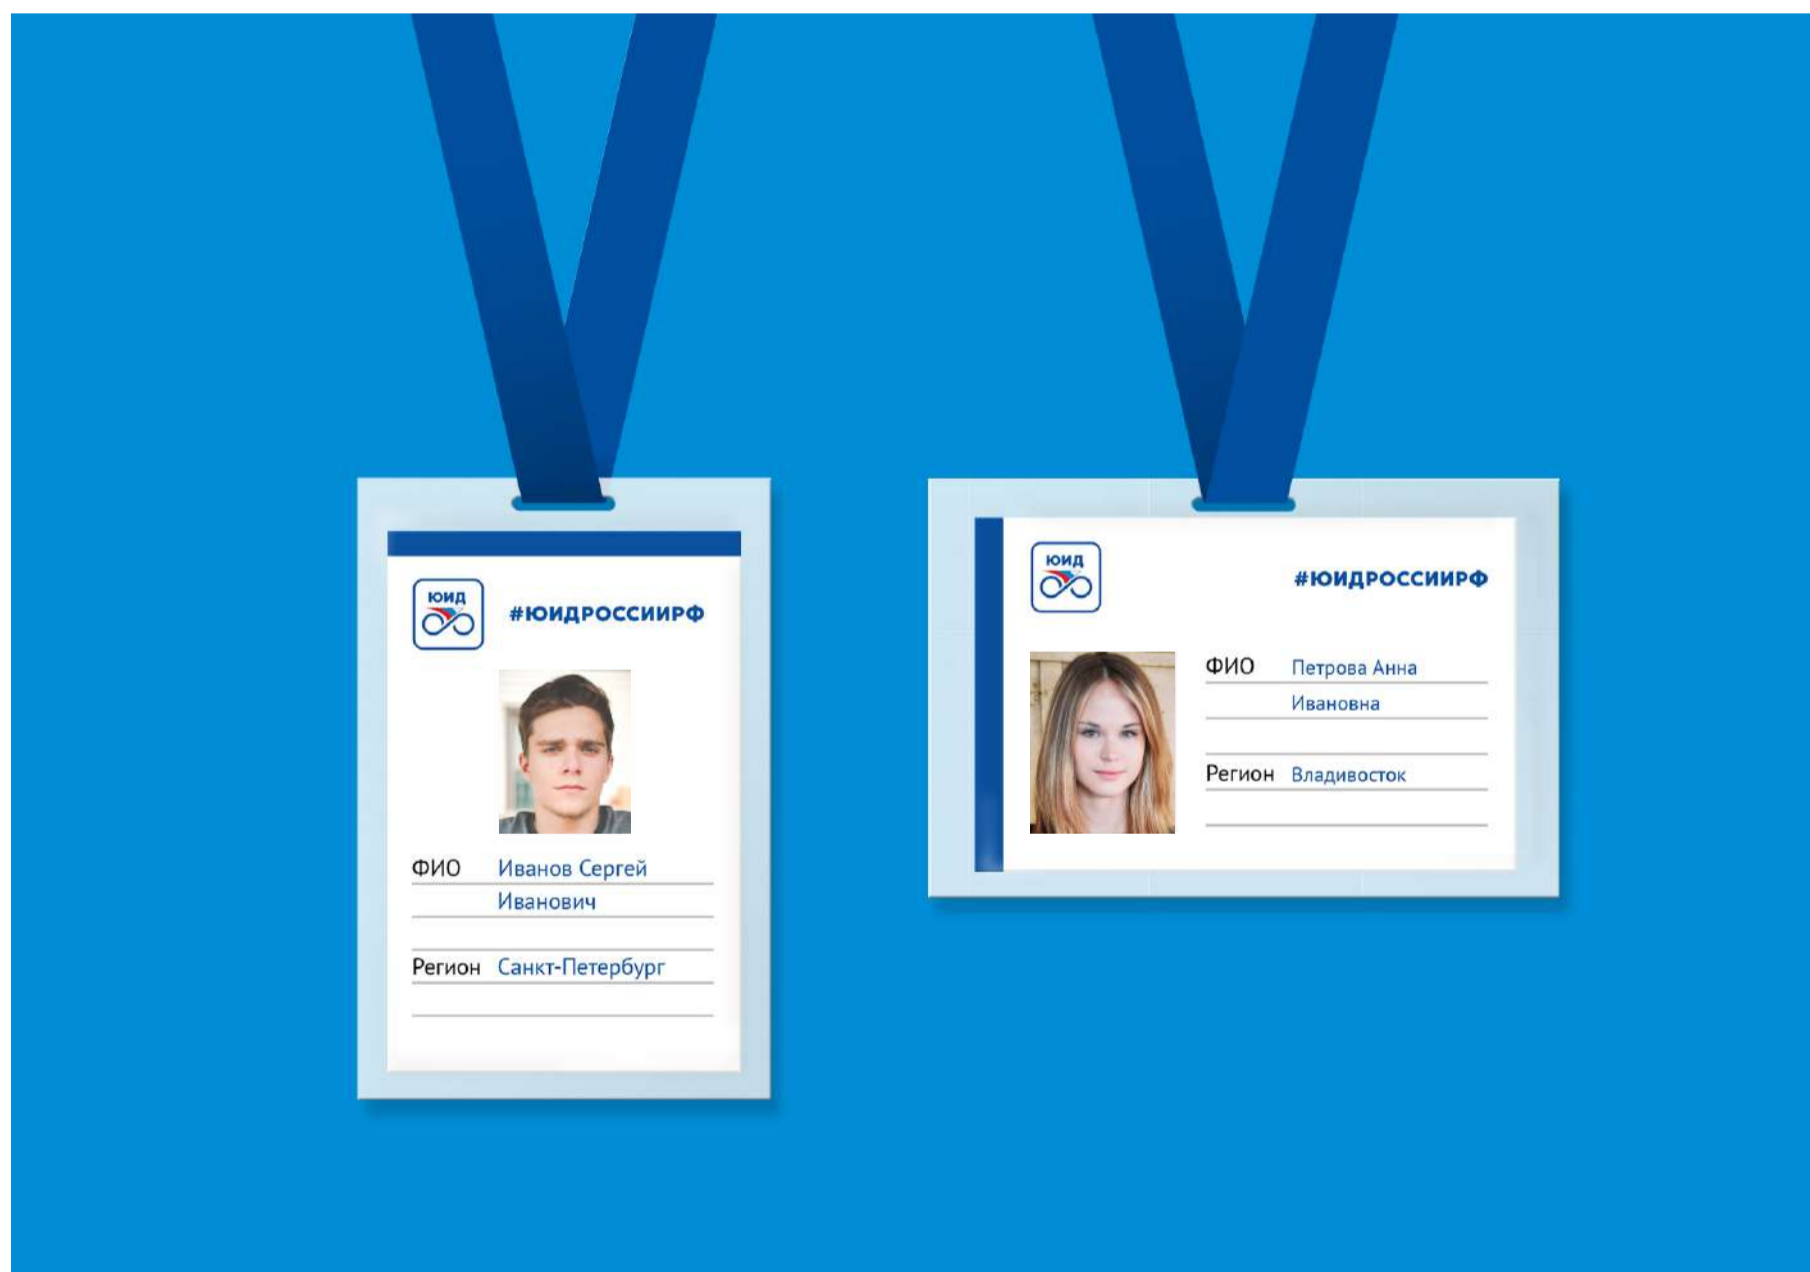 ЮИД
#ЮИДРОССИИРФ
ФИО Иванов Сергей
Иванович
Регион Санкт-Петербург
ЮИД
#ЮИДРОССИИРФ
ФИО Петрова Анна
Ивановна
Регион Владивосток